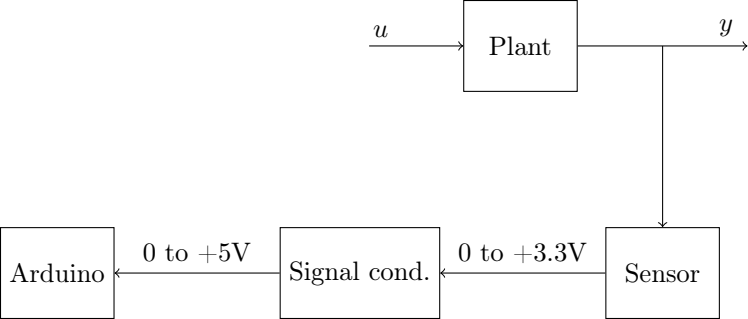 u
Plant
y
Arduino
0 to +5V
Signal cond.
0 to +3.3V
Sensor